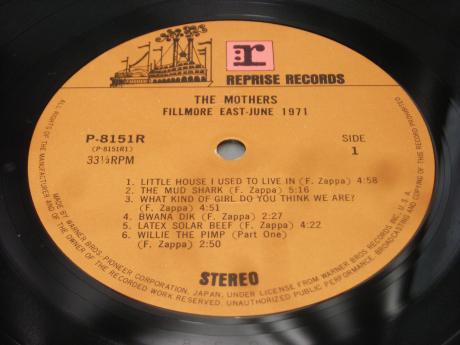 r
REPRISE RECORDS
THE MOTHERS
FILLMORE EAST-JUNE 1971
P-8151R
(P-8151R1)
33⅓RPM
SIDE
1
1. LITTLE HOUSE I USED TO LIVE IN (F. Zappa) 4:58
2. THE MUD SHARK (F. Zappa) 5:16
3. WHAT KIND OF GIRL DO YOU THINK WE ARE?
(F. Zappa) 4:51
4. BWANA DIK (F. Zappa) 2:27
5. LATEX SOLAR BEEF (F. Zappa) 4:22
6. WILLIE THE PIMP (Part One)
(F. Zappa) 2:50
STEREO
ALL RIGHTS OF THE MANUFACTURER AND OF THE OWNER OF THE RECORDED WORK RESERVED. UNAUTHORIZED PUBLIC PERFORMANCE, BROADCASTING AND COPYING OF THIS RECORD PROHIBITED
MADE BY WARNER BROS. PIONEER CORPORATION, JAPAN, UNDER LICENSE FROM WARNER BROS. RECORDS INC., U.S.A.